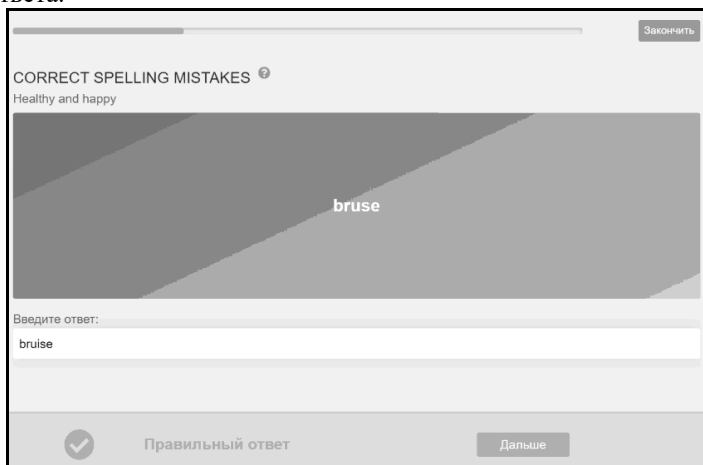 Закончить
CORRECT SPELLING MISTAKES ?
Healthy and happy
bruse
Введите ответ:
bruise
Правильный ответ
Дальше